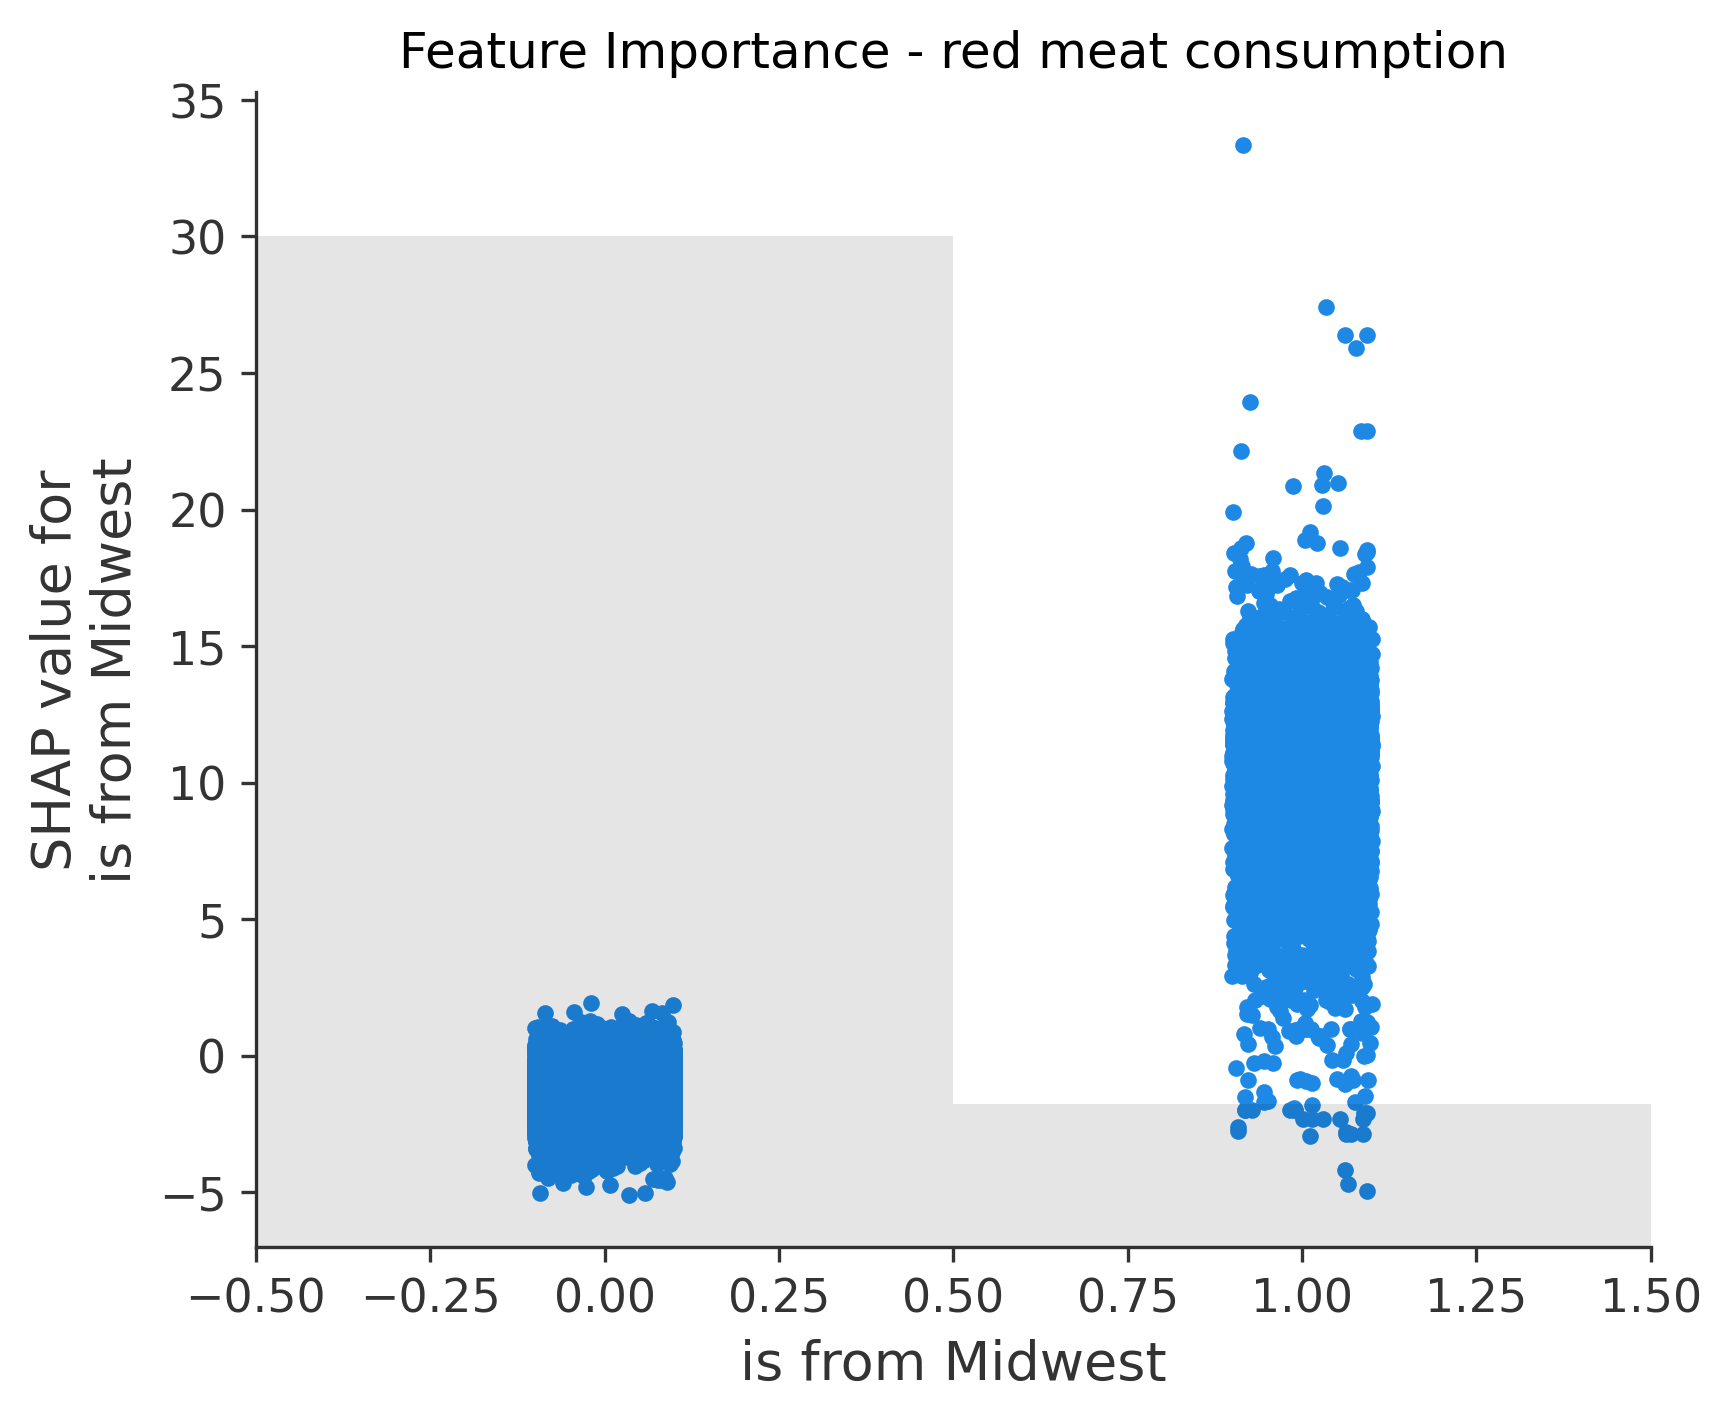 Feature Importance - red meat consumption
35
30
25
20
15
10
5
0
−5
SHAP value for
is from Midwest
−0.50 −0.25 0.00 0.25 0.50 0.75 1.00 1.25 1.50
is from Midwest